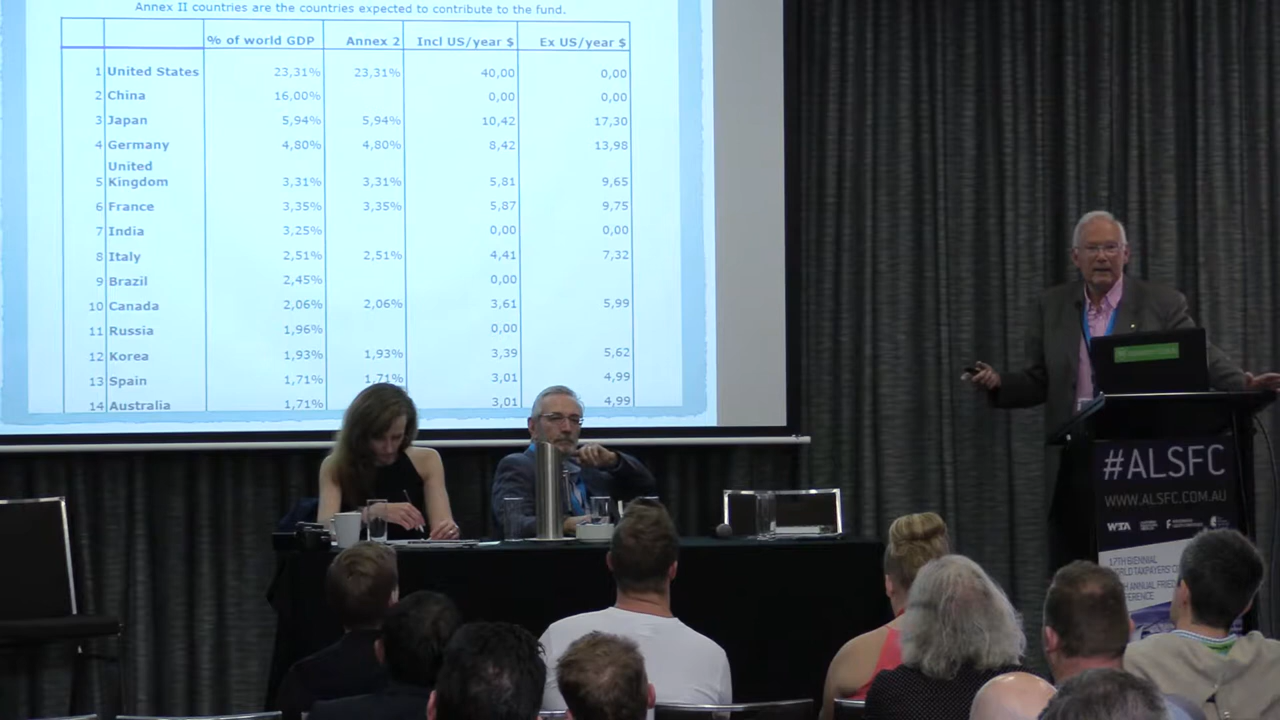 Annex II countries are the countries expected to contribute to the fund.
% of world GDP Annex 2 Incl US/year $ Ex US/year $
1 United States 23,31% 23,31% 40,00 0,00
2 China 16,00% 0,00 0,00
3 Japan 5,94% 5,94% 10,42 17,30
4 Germany 4,80% 4,80% 8,42 13,98
United
5 Kingdom 3,31% 3,31% 5,81 9,65
6 France 3,35% 3,35% 5,87 9,75
7 India 3,25% 0,00 0,00
8 Italy 2,51% 2,51% 4,41 7,32
9 Brazil 2,45% 0,00
10 Canada 2,06% 2,06% 3,61 5,99
11 Russia 1,96% 0,00
12 Korea 1,93% 1,93% 3,39 5,62
13 Spain 1,71% 1,71% 3,01 4,99
14 Australia 1,71% 3,01 4,99
#ALSFC
WWW.ALSFC.COM.AU
WTA
17TH BIENNIAL
WORLD TAXPAYERS'
ANNUAL